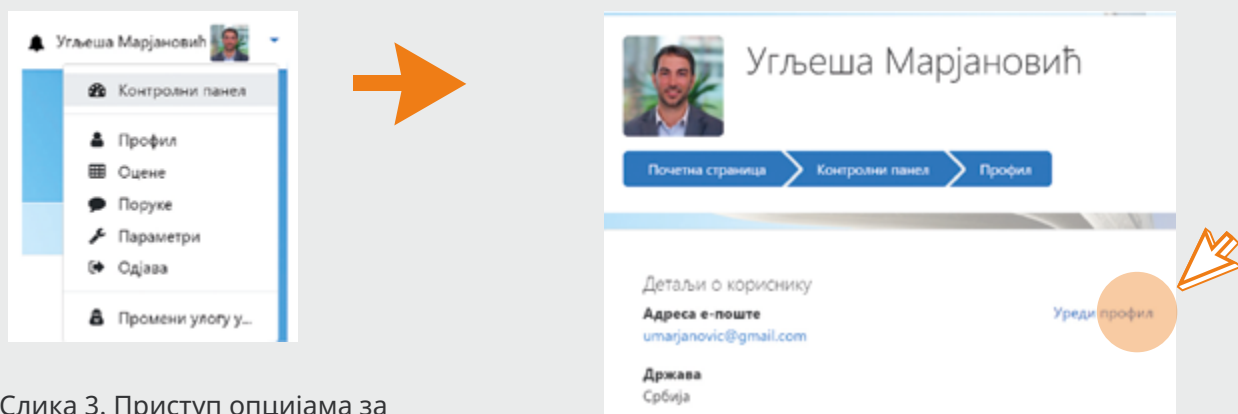 Угљеша Марјановић
Контролни панел
Профил
Оцене
Поруке
Параметри
Одјава
Промени улогу у...
Слика 3. Приступ опцијама за
Угљеша Марјановић
Почетна страница
Контролни панел
Профил
Детаљи о кориснику
Адреса е-поште
Уреди профил
umarjanovic@gmail.com
Држава
Србија